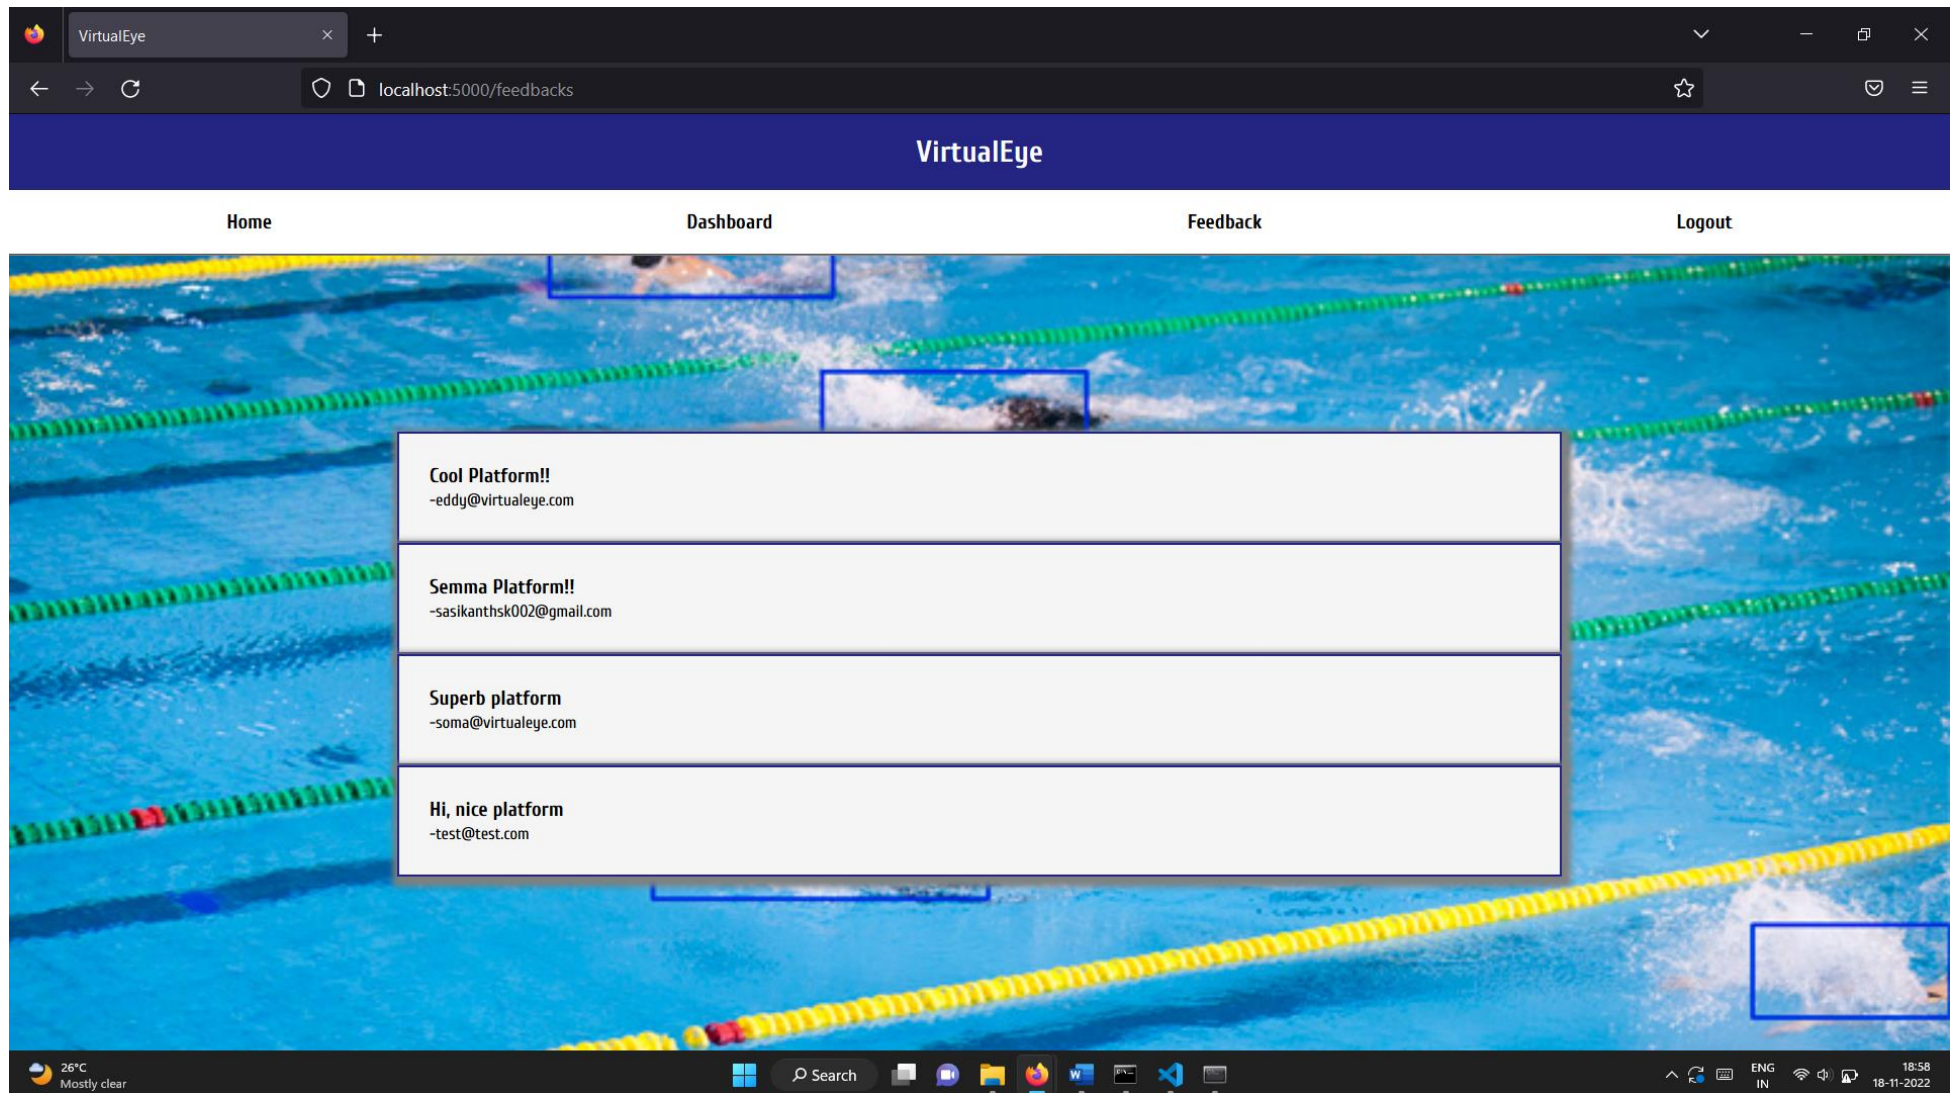 VirtualEye
localhost:5000/feedbacks
VirtualEye
Home Dashboard Feedback Logout
Cool Platform!!
-eddy@virtualeye.com
Semma Platform!!
-sasikanthsk002@gmail.com
Superb platform
-soma@virtualeye.com
Hi, nice platform
-test@test.com
26°C
Mostly clear
Search
ENG
IN
18:58
18-11-2022